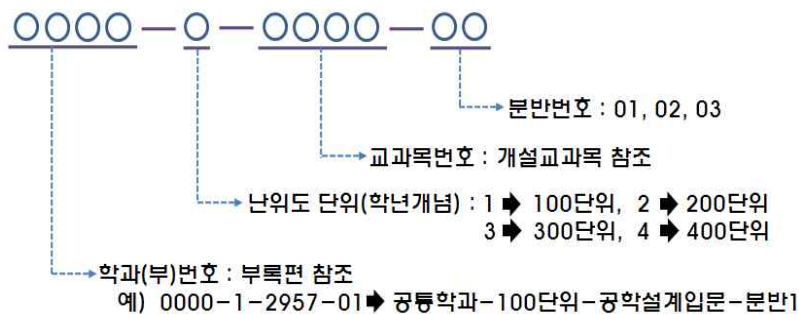 OOOO — O — OOOO — OO
분반번호 : 01, 02, 03
교과목번호 : 개설교과목 참조
난위도 단위(학년개념) : 1 ➡ 100단위, 2 ➡ 200단위
3 ➡ 300단위, 4 ➡ 400단위
학과(부)번호 : 부록편 참조
예) 0000-1-2957-01➡ 공통학과-100단위-공학설계입문-분반1